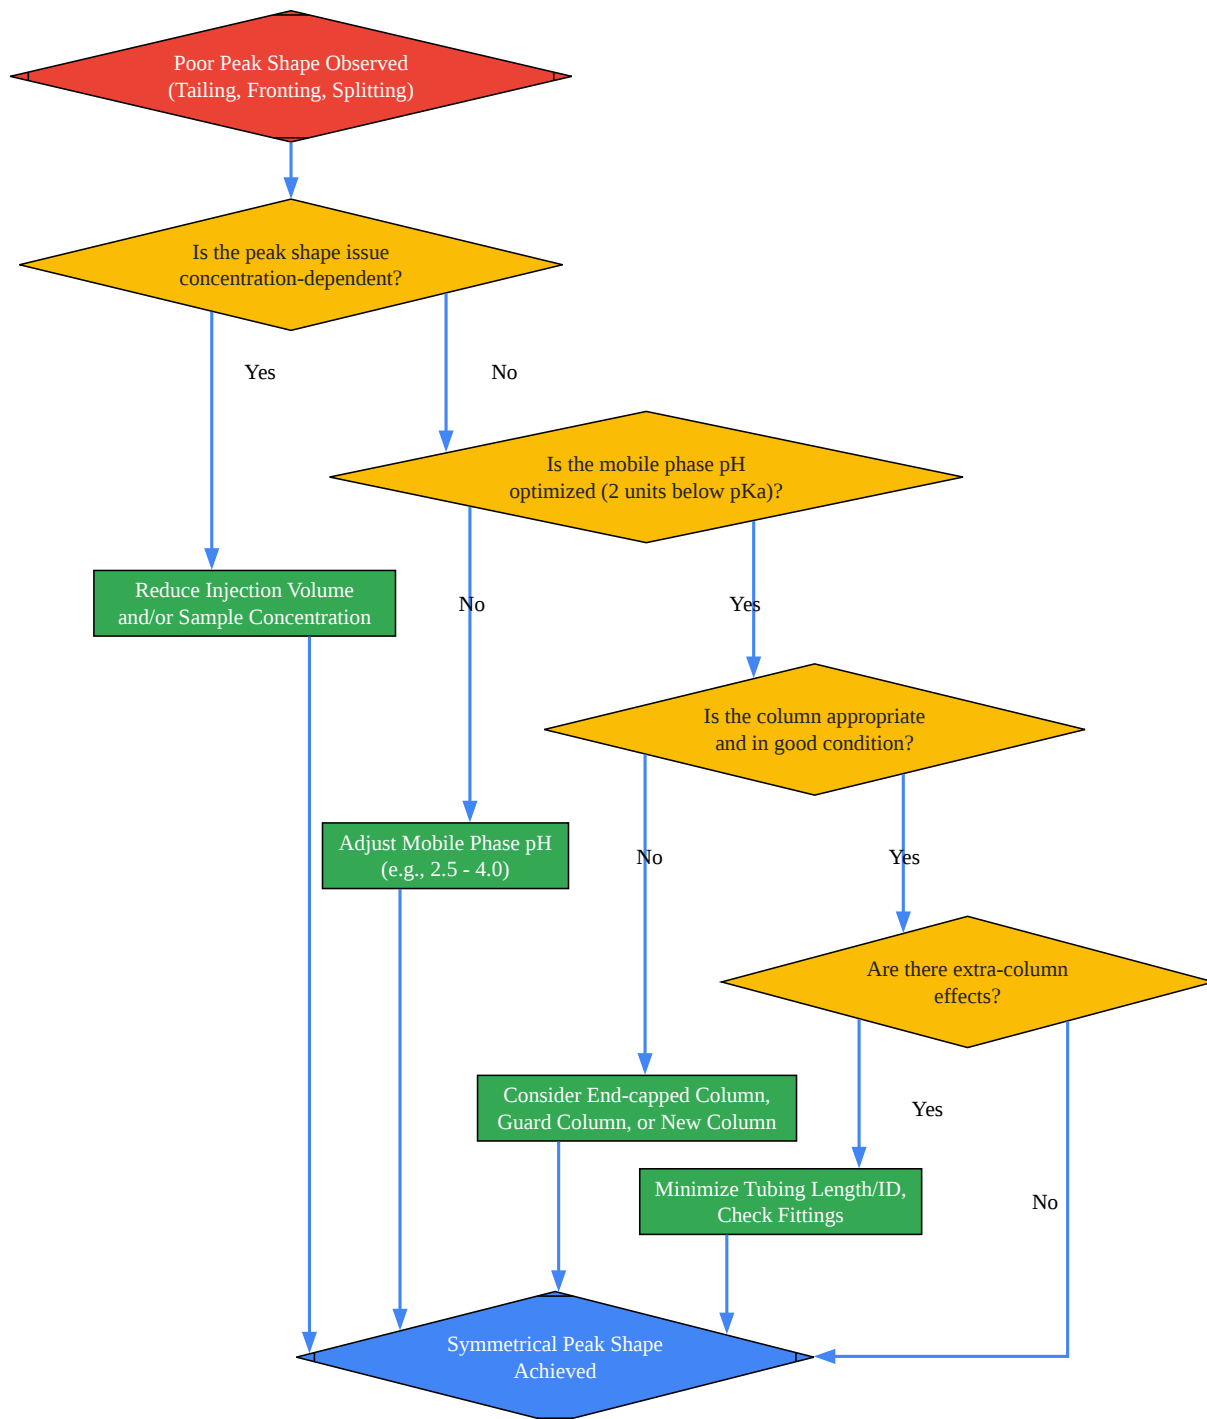 Poor Peak Shape Observed
(Tailing, Fronting, Splitting)
Is the peak shape issue
concentration-dependent?
Yes
No
Is the mobile phase pH
optimized (2 units below pKa)?
Reduce Injection Volume
and/or Sample Concentration
No
Yes
Is the column appropriate
and in good condition?
Adjust Mobile Phase pH
(e.g., 2.5 - 4.0)
No
Yes
Are there extra-column
effects?
Consider End-capped Column,
Guard Column, or New Column
Yes
Minimize Tubing Length/ID,
Check Fittings
No
Symmetrical Peak Shape
Achieved